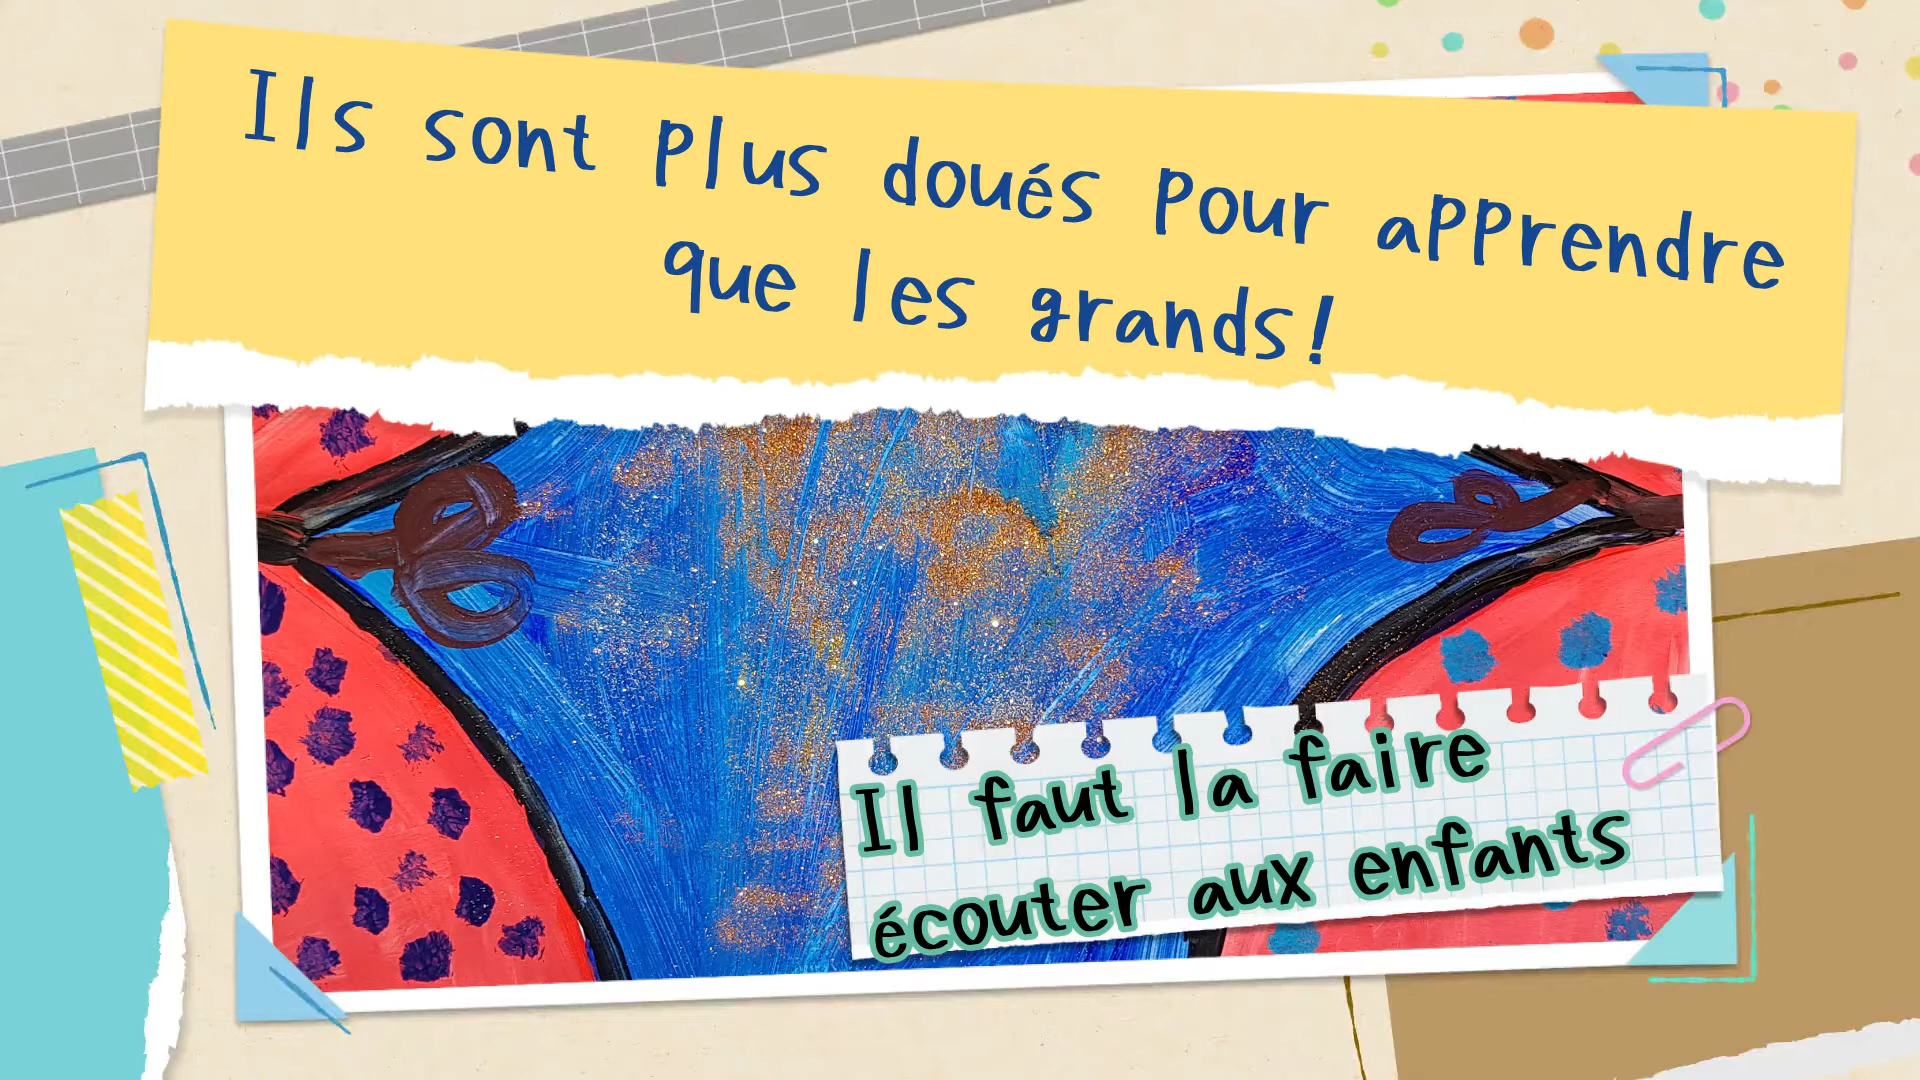 Ils sont plus doués pour apprendre
que les grands!
Il faut la faire
écouter aux enfants